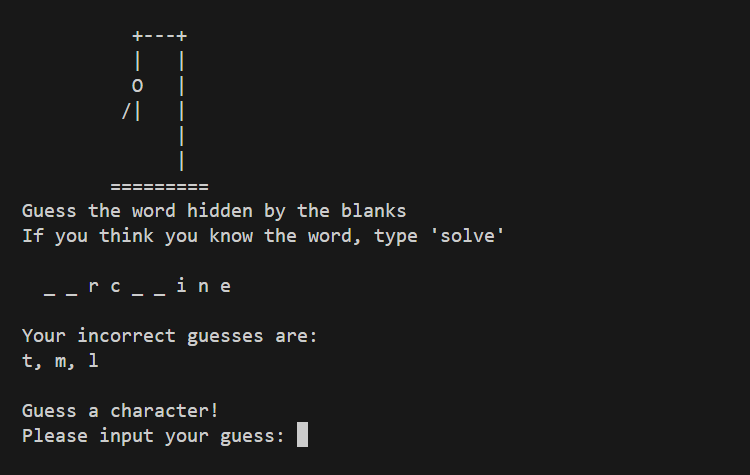 +---+
|   |
O   |
/|   |
|
|
=========
Guess the word hidden by the blanks
If you think you know the word, type 'solve'
_ _ r c _ _ i n e
Your incorrect guesses are:
t, m, l
Guess a character!
Please input your guess: